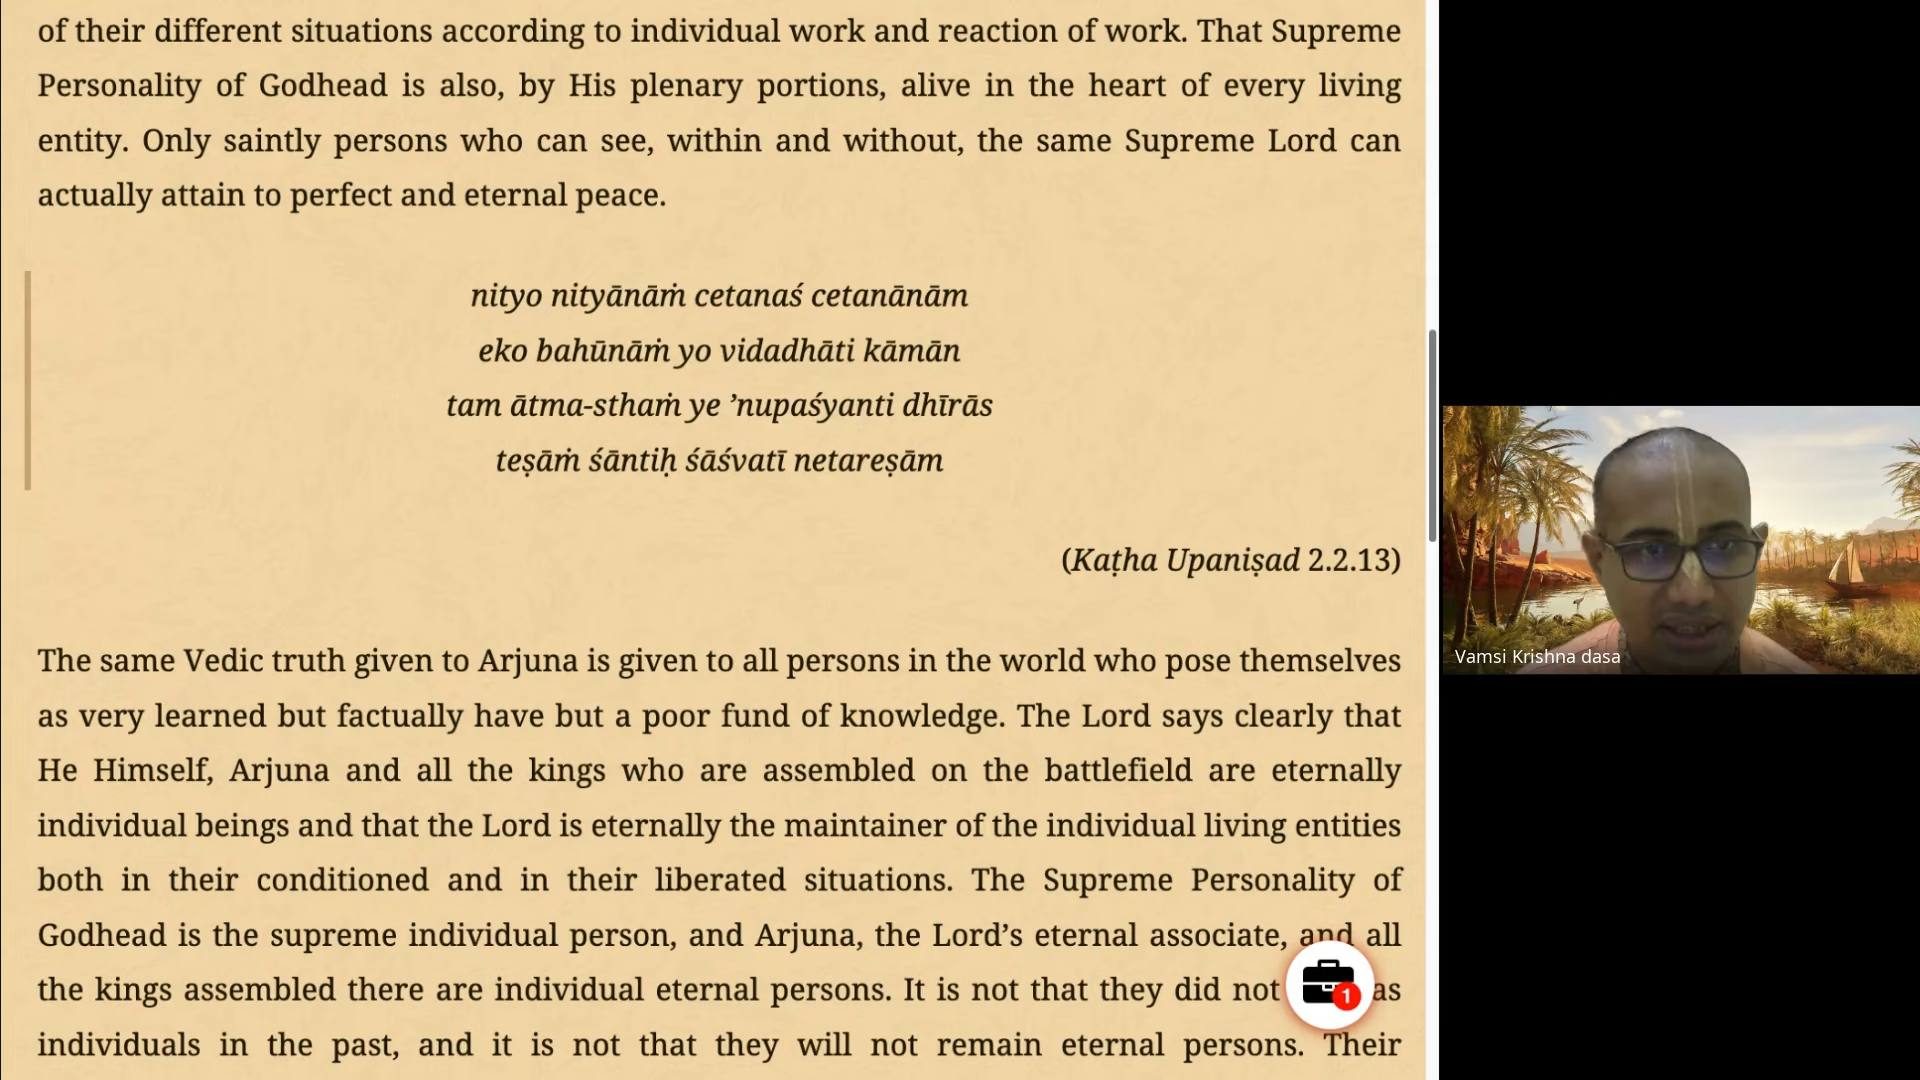 of their different situations according to individual work and reaction of work. That Supreme
Personality of Godhead is also, by His plenary portions, alive in the heart of every living
entity. Only saintly persons who can see, within and without, the same Supreme Lord can
actually attain to perfect and eternal peace.
nityo nityānāṁ cetanaś cetanānām
eko bahūnāṁ yo vidadhāti kāmān
tam ātma-sthaṁ ye ’nupaśyanti dhīrās
teṣāṁ śāntiḥ śāśvatī netareṣām
(Kaṭha Upaniṣad 2.2.13)
The same Vedic truth given to Arjuna is given to all persons in the world who pose themselves
as very learned but factually have but a poor fund of knowledge. The Lord says clearly that
He Himself, Arjuna and all the kings who are assembled on the battlefield are eternally
individual beings and that the Lord is eternally the maintainer of the individual living entities
both in their conditioned and in their liberated situations. The Supreme Personality of
Godhead is the supreme individual person, and Arjuna, the Lord’s eternal associate, and all
the kings assembled there are individual eternal persons. It is not that they did not as
individuals in the past, and it is not that they will not remain eternal persons. Their
1
Vamsi Krishna dasa